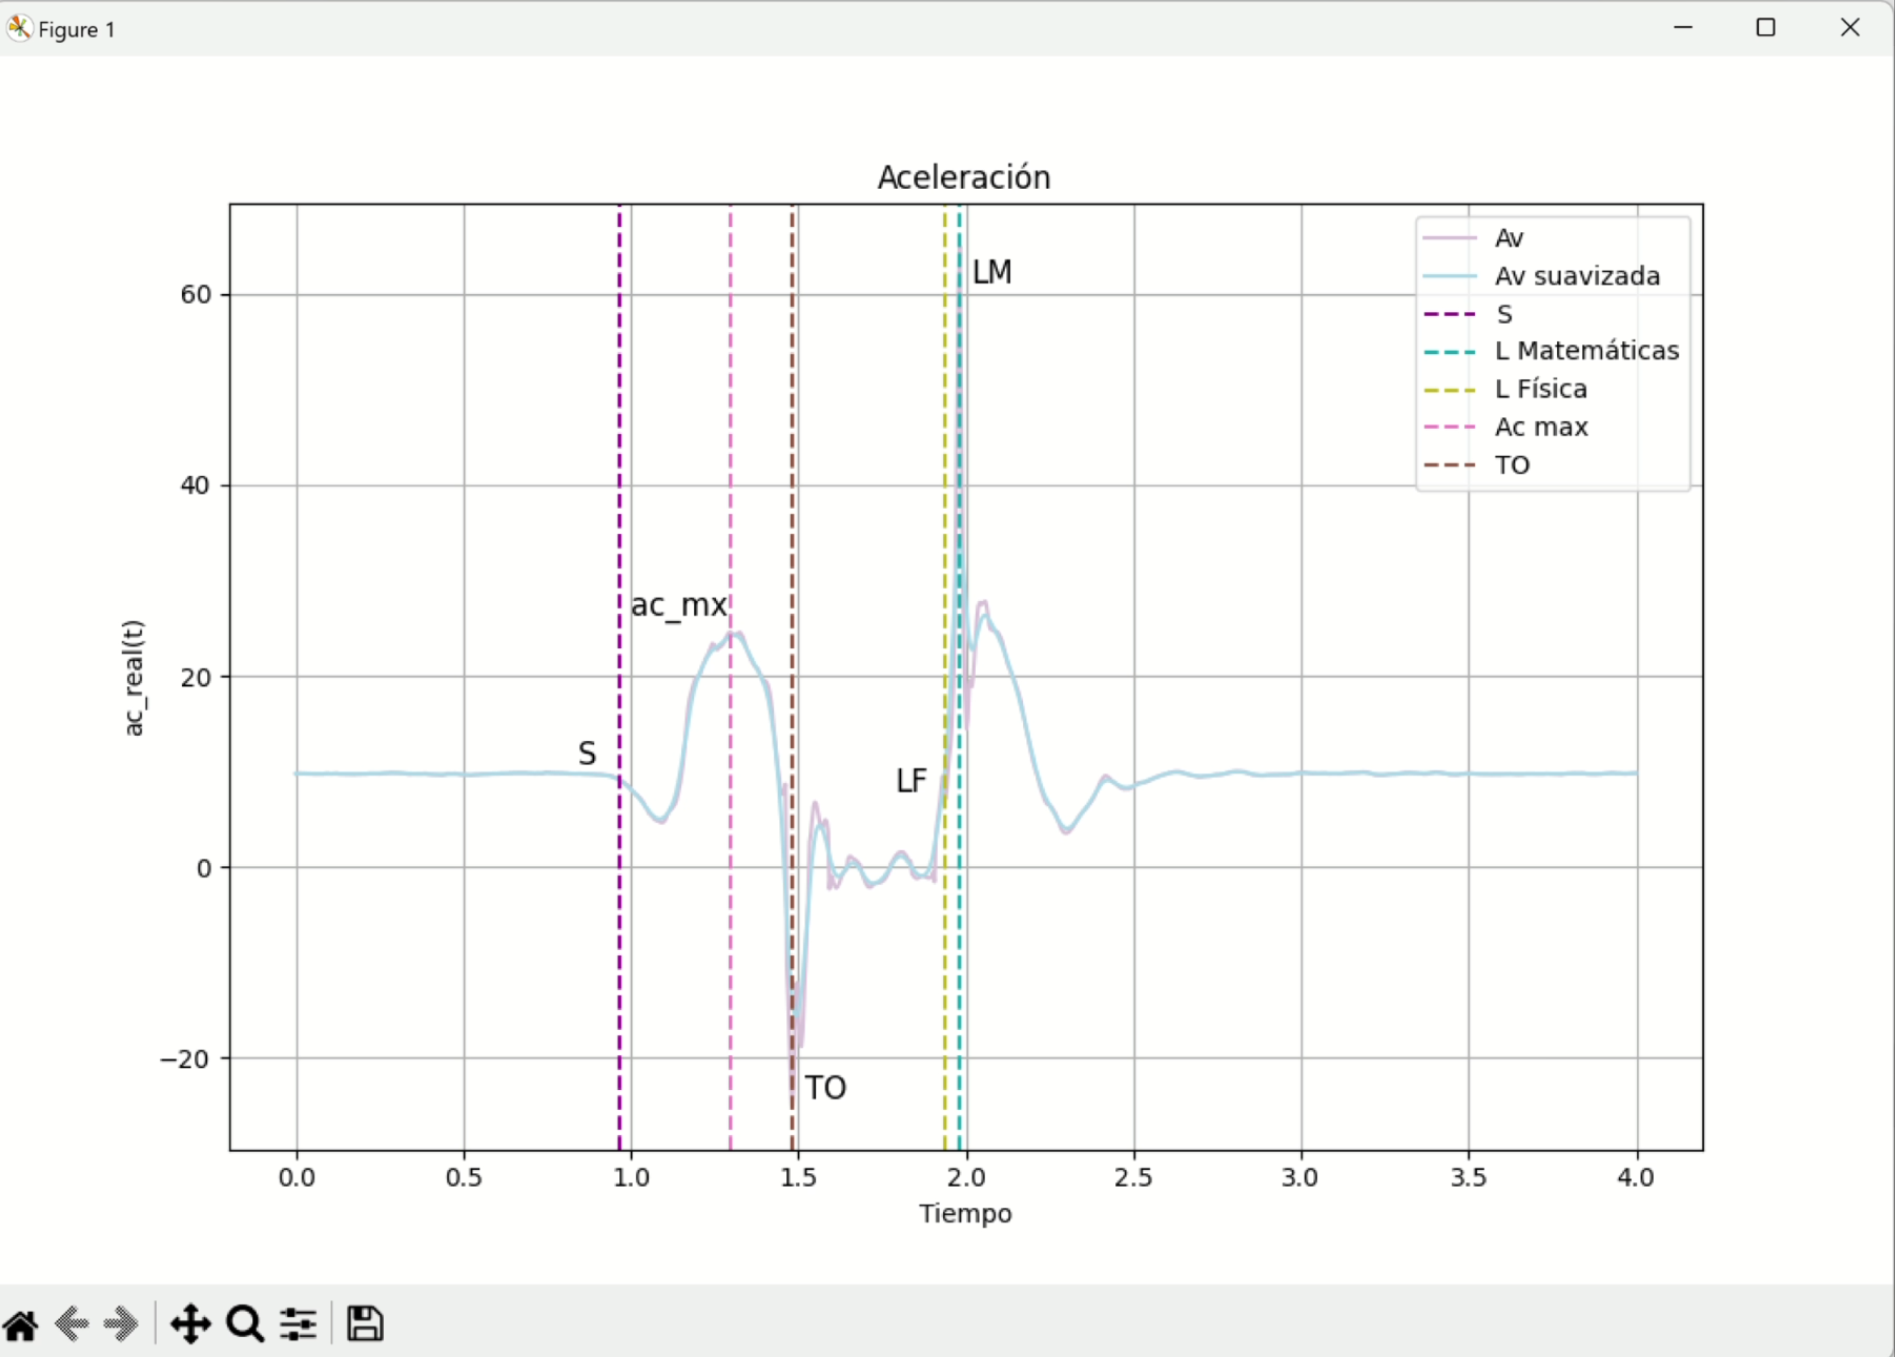 Figure 1
Aceleración
Av
Av suavizada
S
L Matemáticas
L Física
Ac max
TO
LM
ac_mx
S
LF
TO
60
40
20
0
−20
ac_real(t)
0.0 0.5 1.0 1.5 2.0 2.5 3.0 3.5 4.0
Tiempo